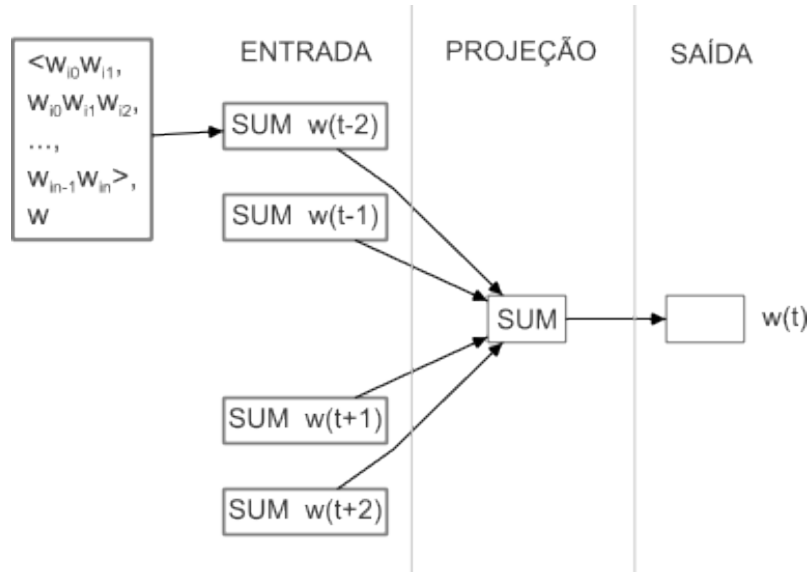 ENTRADA
PROJEÇÃO
SAÍDA
<w_i0w_i1,
w_i0w_i1w_i2,
...,
w_in-1w_in>,
w
SUM w(t-2)
SUM w(t-1)
SUM
w(t)
SUM w(t+1)
SUM w(t+2)